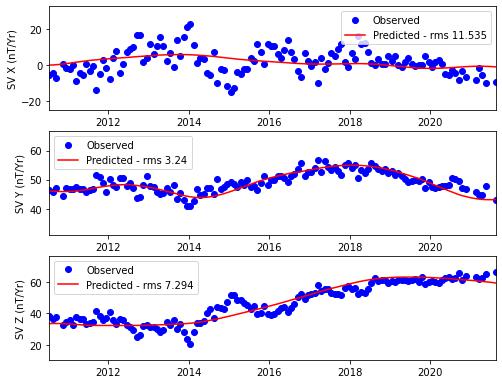 SV X (nT/Yr)
20
0
−20
Observed
Predicted - rms 11.535
2012 2014 2016 2018 2020
SV Y (nT/Yr)
60
50
40
Observed
Predicted - rms 3.24
2012 2014 2016 2018 2020
SV Z (nT/Yr)
60
40
20
Observed
Predicted - rms 7.294
2012 2014 2016 2018 2020